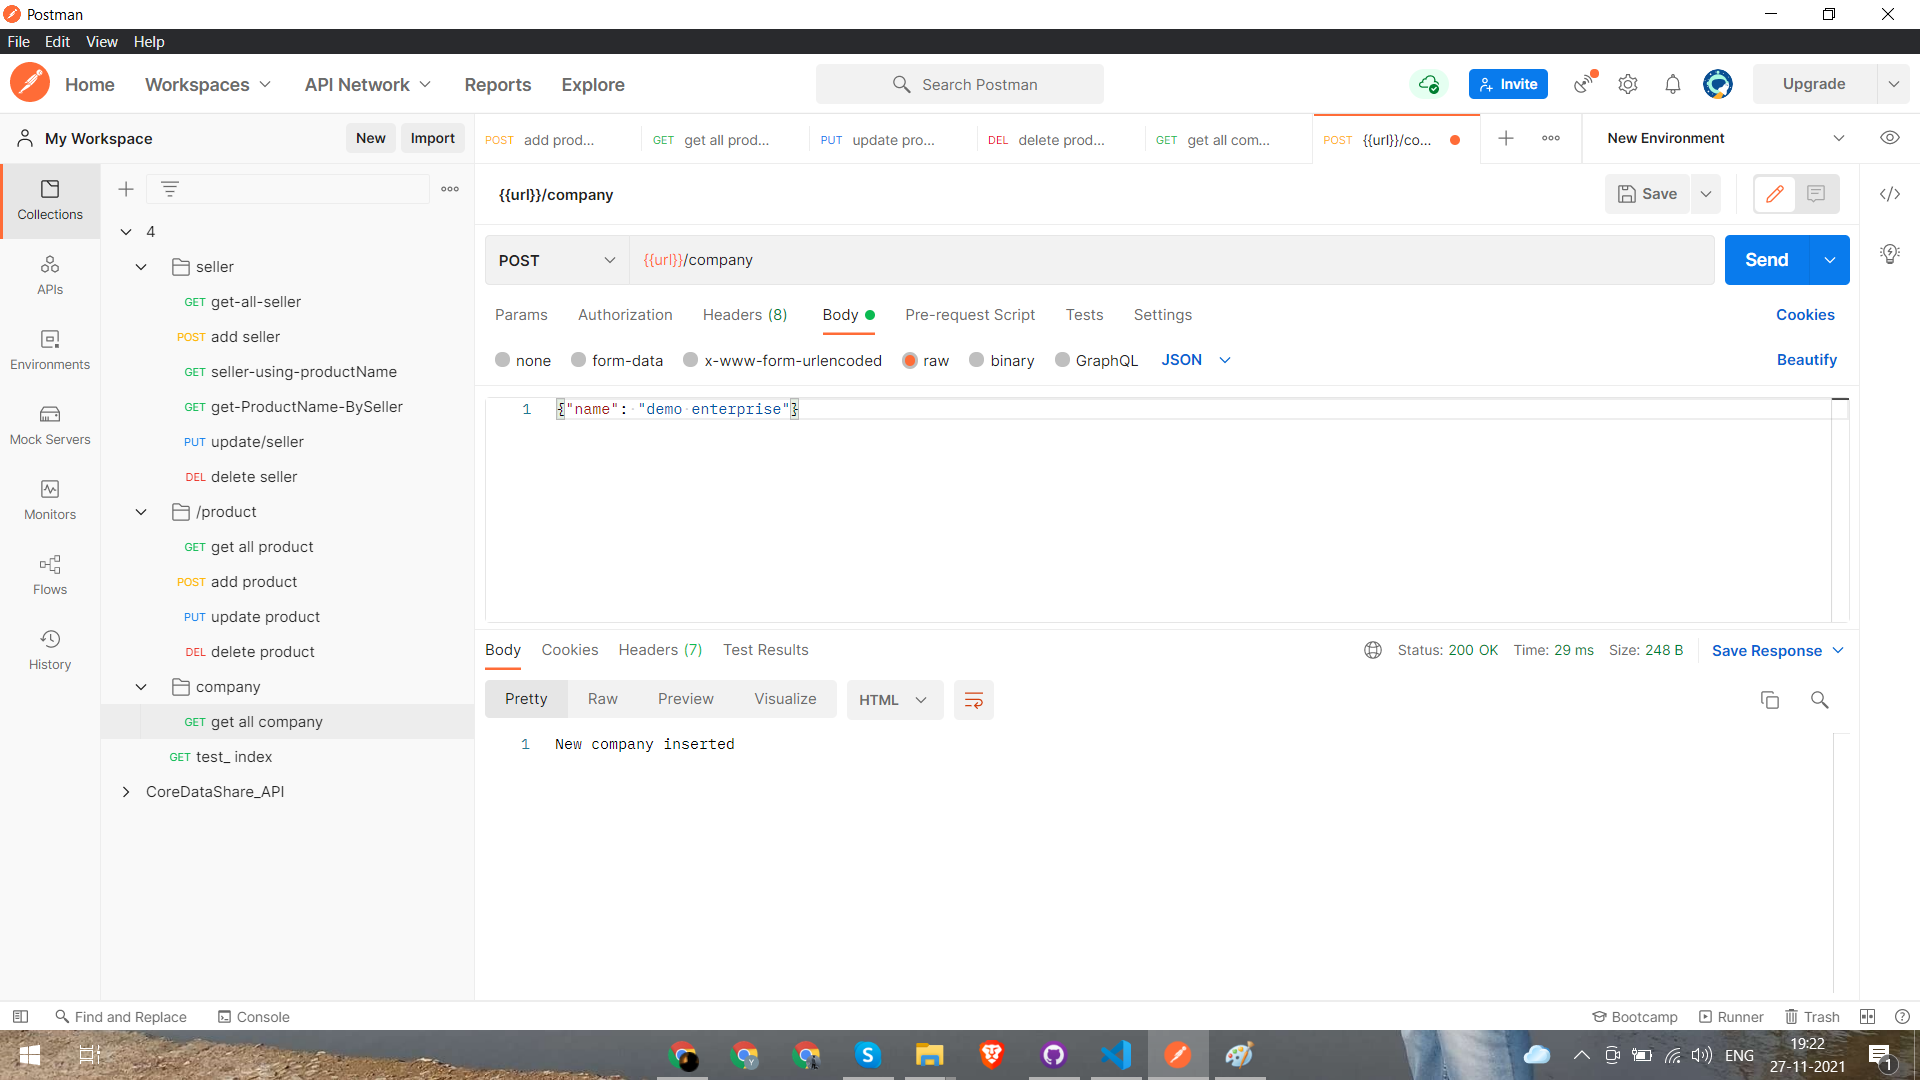 Postman
File Edit View Help
Home Workspaces API Network Reports Explore Search Postman Invite Upgrade
My Workspace New Import
POST add prod... GET get all prod... PUT update pro... DEL delete prod... GET get all com... POST {{url}}/co... New Environment
Collections
APIs
Environments
Mock Servers
Monitors
Flows
History
4
seller
GET get-all-seller
POST add seller
GET seller-using-productName
GET get-ProductName-BySeller
PUT update/seller
DEL delete seller
/product
GET get all product
POST add product
PUT update product
DEL delete product
company
GET get all company
GET test_ index
CoreDataShare_API
{{url}}/company Save
POST {{url}}/company Send
Params Authorization Headers (8) Body Pre-request Script Tests Settings Cookies
none form-data x-www-form-urlencoded raw binary GraphQL JSON Beautify
1 {"name": "demo enterprise"}
Body Cookies Headers (7) Test Results Status: 200 OK Time: 29 ms Size: 248 B Save Response
Pretty Raw Preview Visualize HTML
1 New company inserted
Find and Replace Console Bootcamp Runner Trash
ENG 19:22
27-11-2021 1